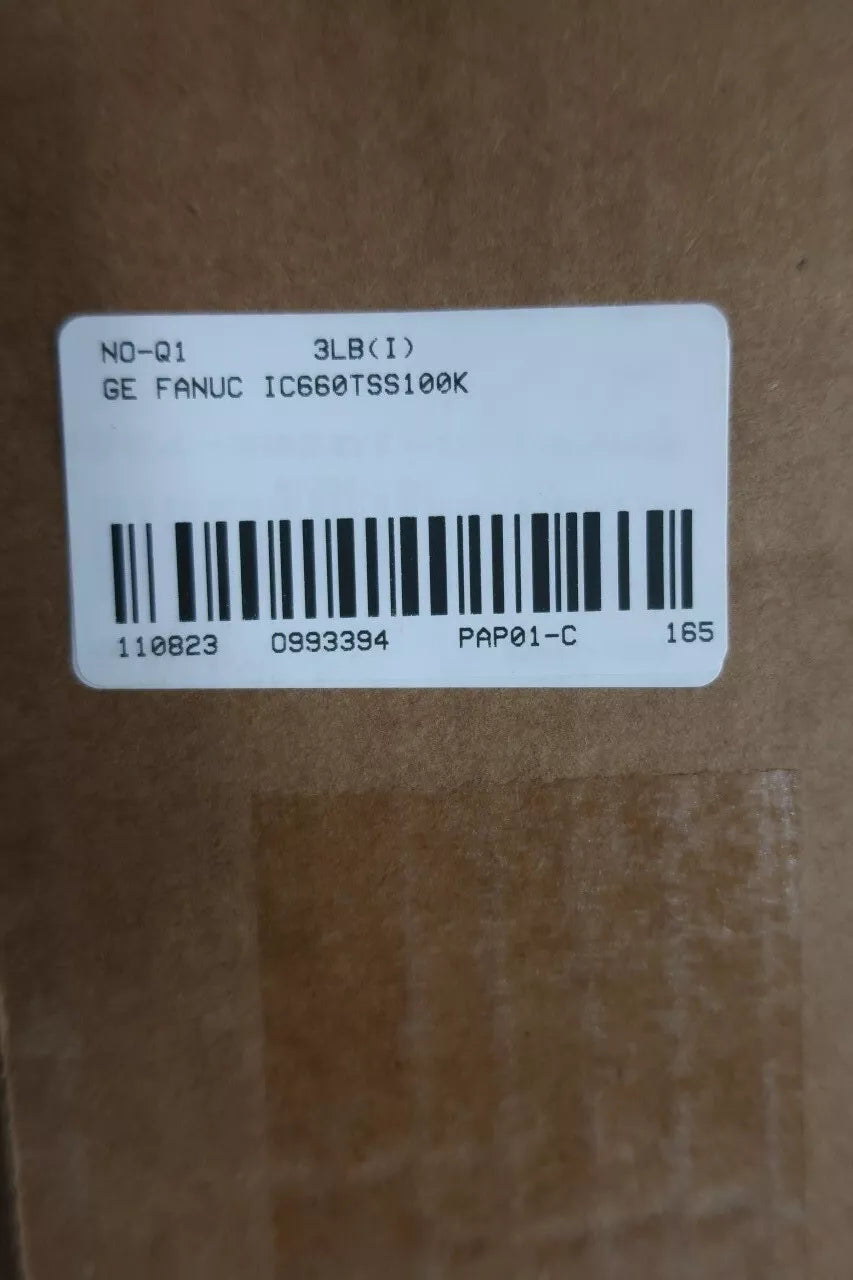 NO-Q1 3LB(I)
GE FANUC IC660TSS100K
110823 0993394 PAP01-C 165